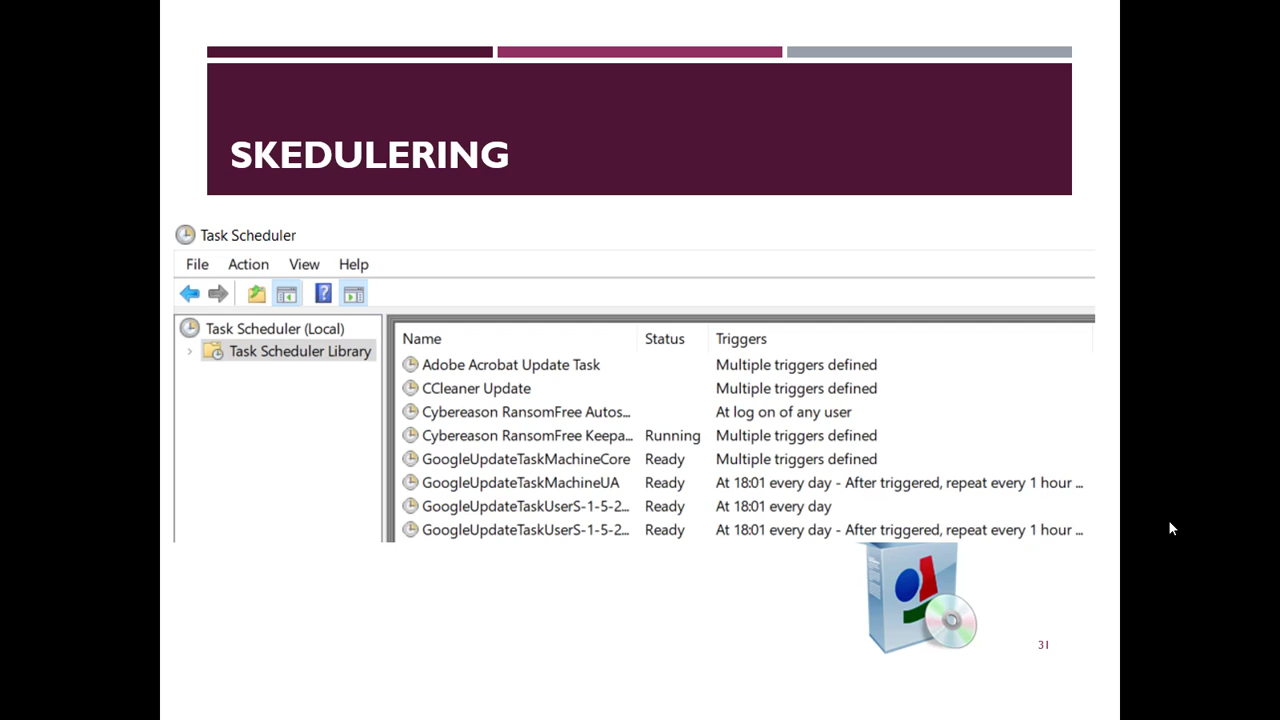 SKEDULERING
Task Scheduler
File Action View Help
Task Scheduler (Local)
Task Scheduler Library
Name Status Triggers
Adobe Acrobat Update Task Multiple triggers defined
CCleaner Update Multiple triggers defined
Cybereason RansomFree Autos... At log on of any user
Cybereason RansomFree Keepa... Running Multiple triggers defined
GoogleUpdateTaskMachineCore Ready Multiple triggers defined
GoogleUpdateTaskMachineUA Ready At 18:01 every day - After triggered, repeat every 1 hour ...
GoogleUpdateTaskUserS-1-5-2... Ready At 18:01 every day
GoogleUpdateTaskUserS-1-5-2... Ready At 18:01 every day - After triggered, repeat every 1 hour ...
31